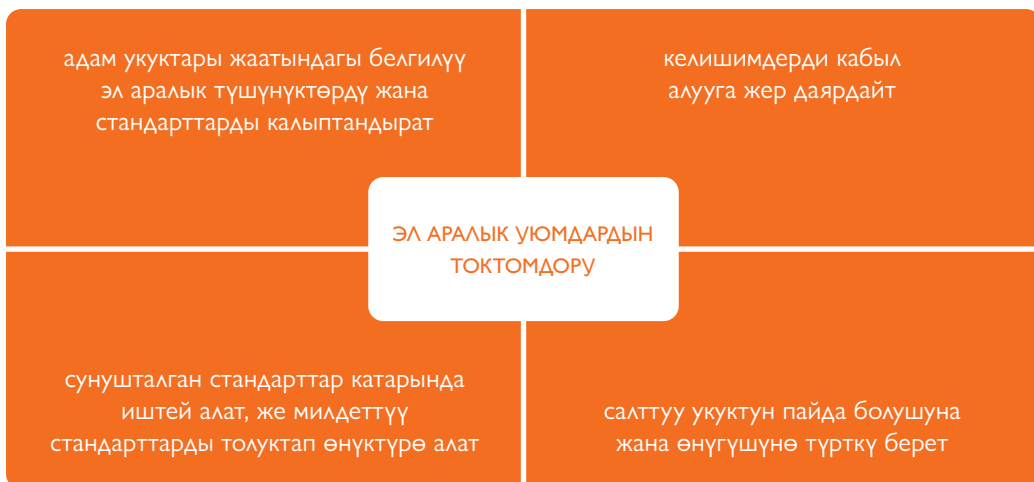 адам укуктары жаатындагы белгилүү
эл аралык түшүнүктөрдү жана
стандарттарды калыптандырат
келишимдерди кабыл
алууга жер даярдайт
ЭЛ АРАЛЫК УЮМДАРДЫН
ТОКТОМДОРУ
сунушталган стандарттар катарында
иштей алат, же милдеттүү
стандарттарды толуктап өнүктүрө алат
салттуу укуктун пайда болушуна
жана өнүгүшүнө түрткү берет